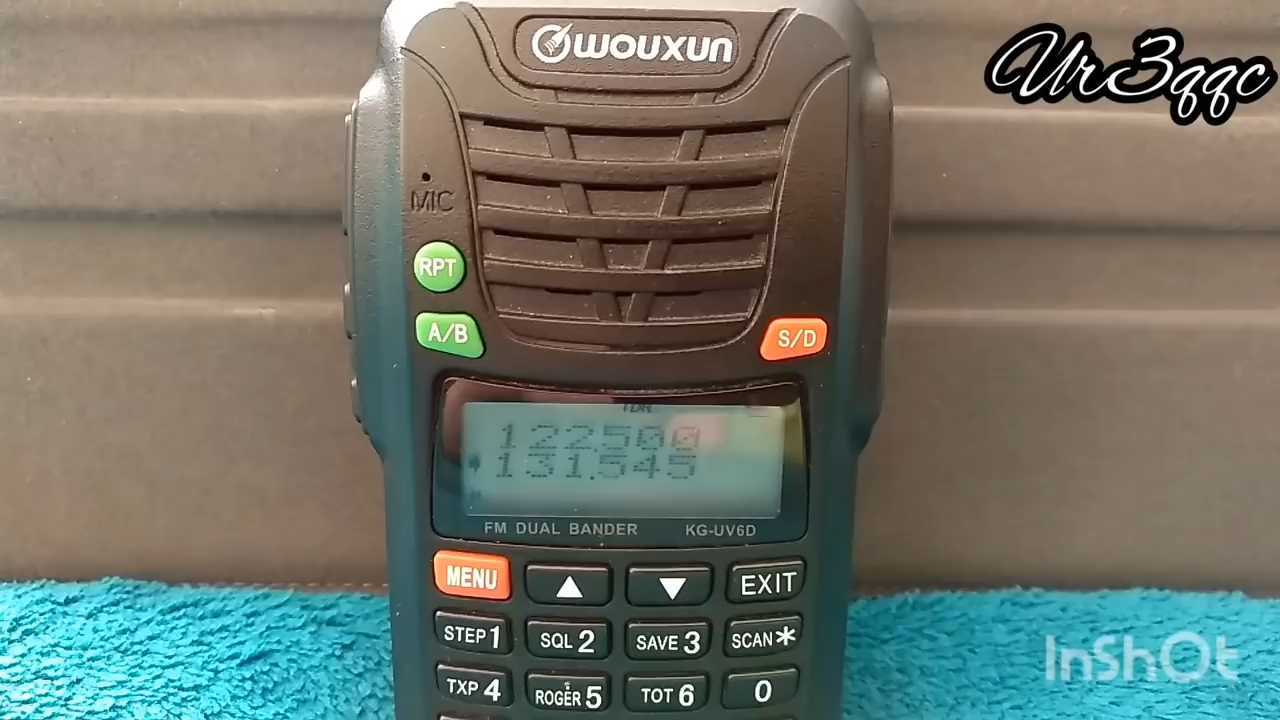 WOUXUN
Ur3qqc
MIC
RPT
A/B
S/D
TDR
122.500
131.545
FM DUAL BANDER KG-UV6D
MENU ▲ ▼ EXIT
STEP 1 SQL 2 SAVE 3 SCAN *
TXP 4 ROGER 5 TOT 6 0
InShOt